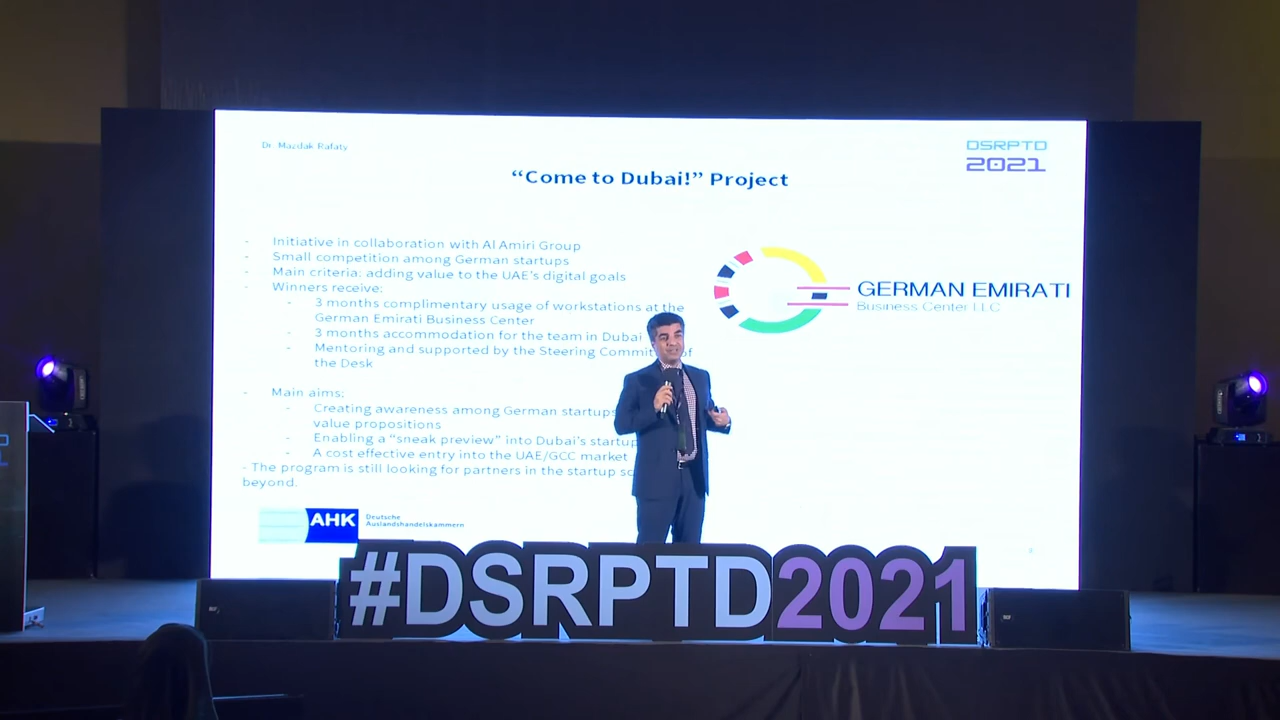 Dr. Mazdak Rafaty
DSRPTD
2021
“Come to Dubai!” Project
- Initiative in collaboration with Al Amiri Group
- Small competition among German startups
- Main criteria: adding value to the UAE’s digital goals
- Winners receive:
- 3 months complimentary usage of workstations at the
German Emirati Business Center
- 3 months accommodation for the team in Dubai
- Mentoring and supported by the Steering of
the Desk
GERMAN EMIRATI
Business Center LLC
- Main aims:
- Creating awareness among German startups
value propositions
- Enabling a “sneak preview” into Dubai’s startup
- A cost effective entry into the UAE/GCC market
- The program is still looking for partners in the startup
beyond.
AHK
Deutsche
Auslandshandelskammern
#DSRPTD2021